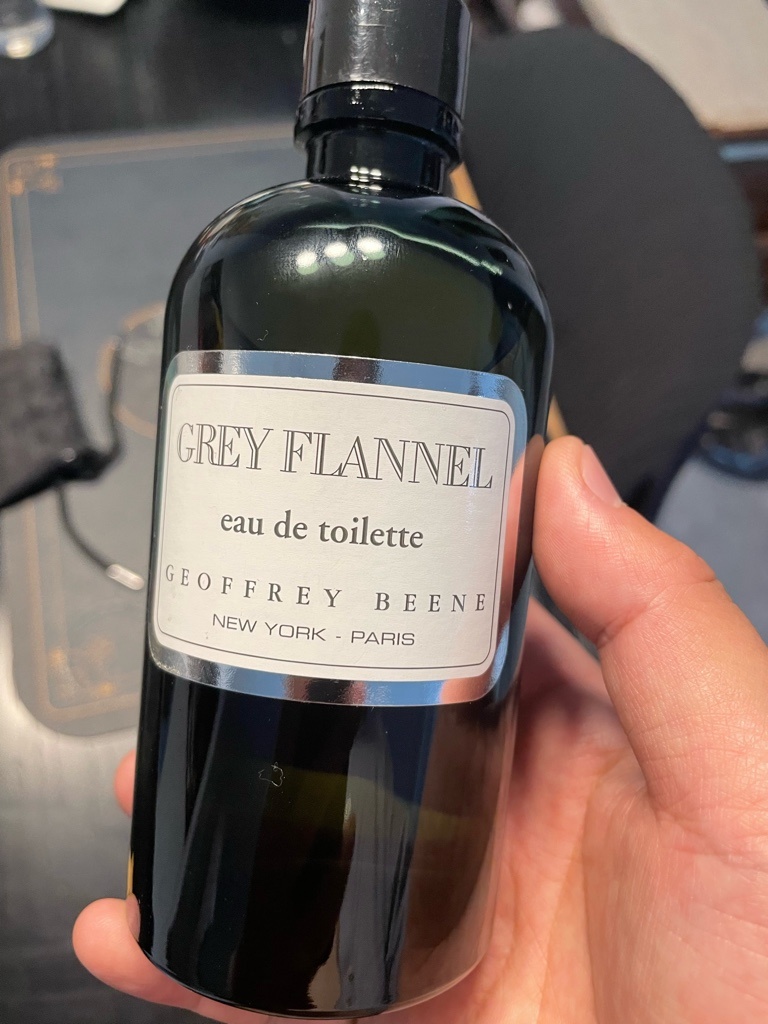 GREY FLANNEL
eau de toilette
GEOFFREY BEENE
NEW YORK - PARIS